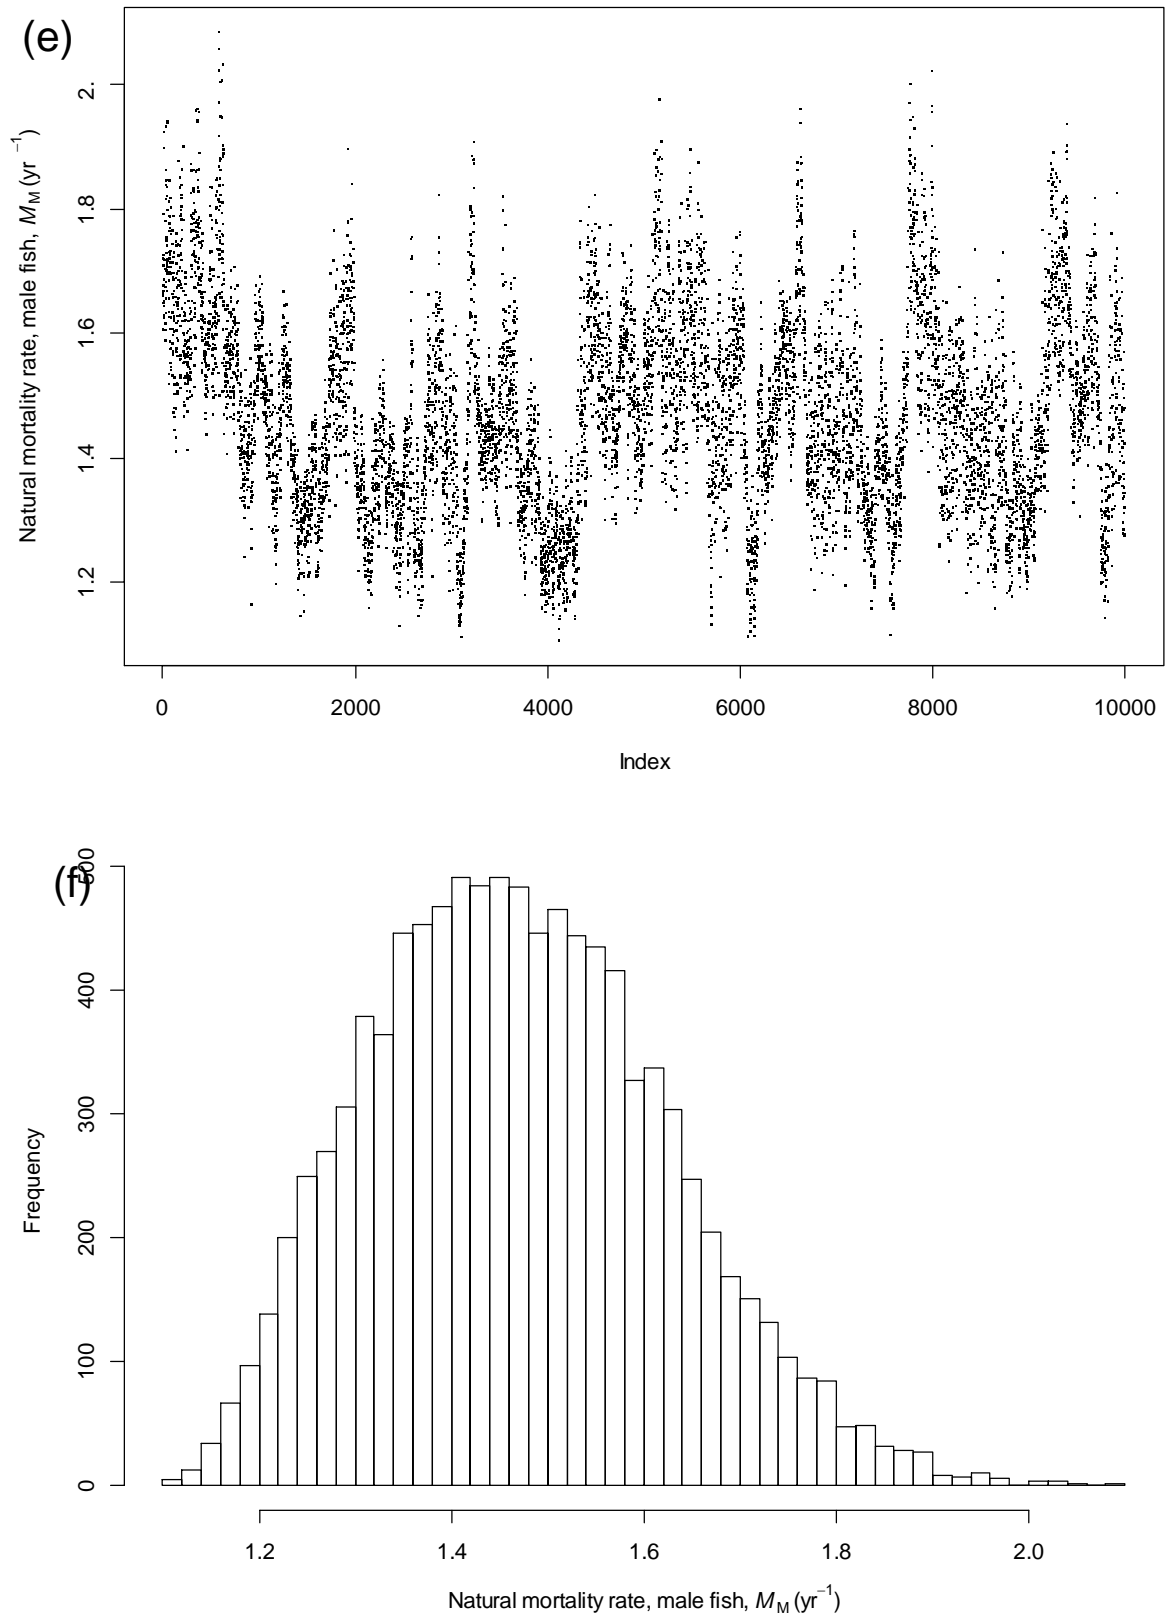 (e)
Natural mortality rate, male fish, M_M (yr⁻¹)
2.
1.8
1.6
1.4
1.2
0 2000 4000 6000 8000 10000
Index
(f)
Frequency
500
400
300
200
100
0
1.2 1.4 1.6 1.8 2.0
Natural mortality rate, male fish, M_M (yr⁻¹)